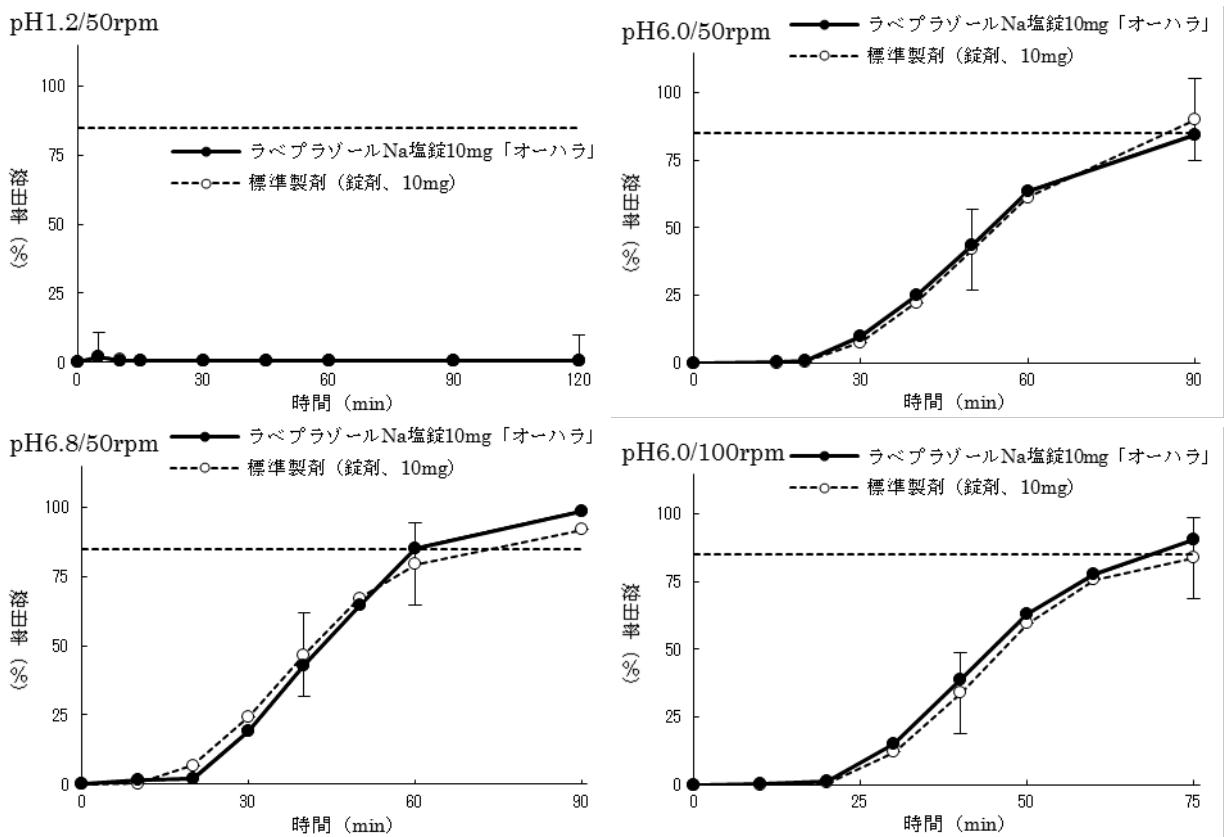 pH1.2/50rpm
ラベプラゾールNa塩錠10mg「オーハラ」
標準製剤（錠剤、10mg）
溶出率（%）
100
75
50
25
0
0 30 60 90 120
時間（min）
pH6.0/50rpm
ラベプラゾールNa塩錠10mg「オーハラ」
標準製剤（錠剤、10mg）
溶出率（%）
100
75
50
25
0
0 30 60 90
時間（min）
pH6.8/50rpm
ラベプラゾールNa塩錠10mg「オーハラ」
標準製剤（錠剤、10mg）
溶出率（%）
100
75
50
25
0
0 30 60 90
時間（min）
pH6.0/100rpm
ラベプラゾールNa塩錠10mg「オーハラ」
標準製剤（錠剤、10mg）
溶出率（%）
100
75
50
25
0
0 25 50 75
時間（min）